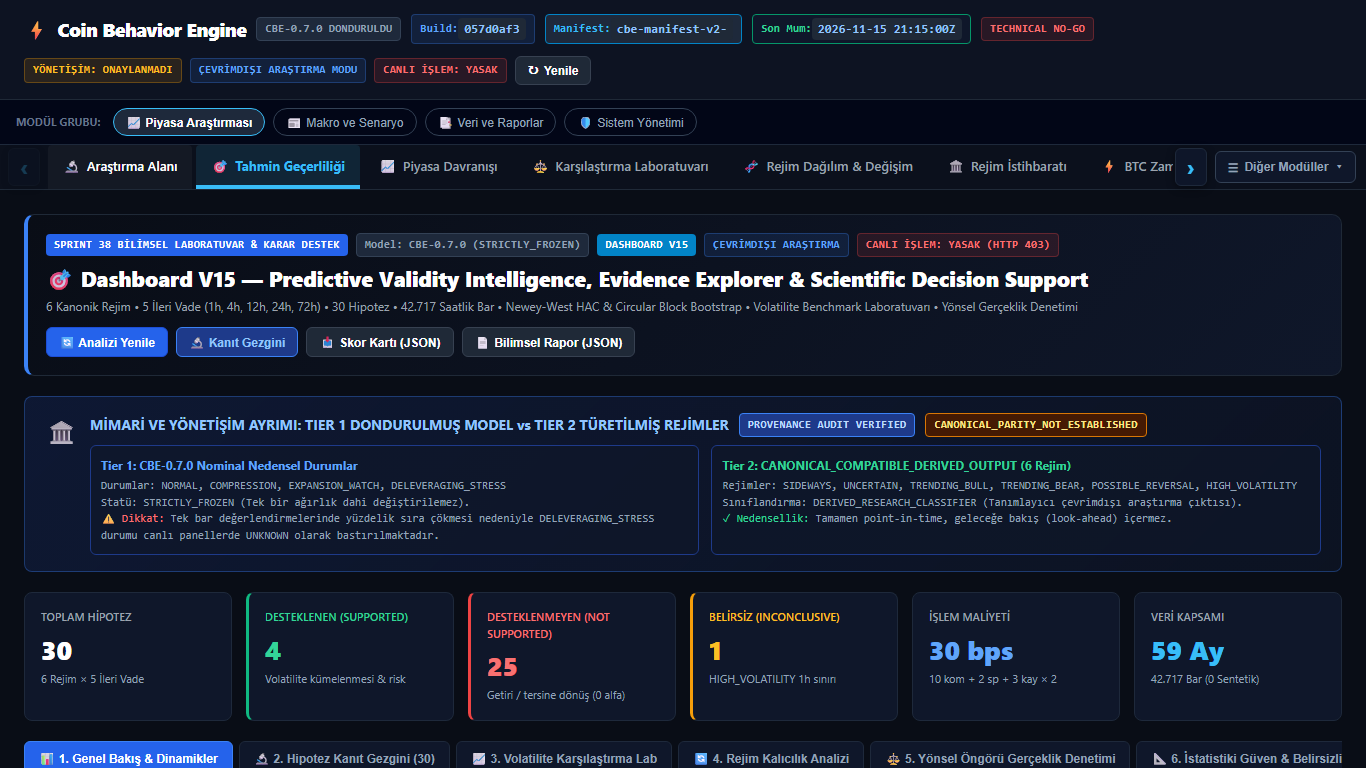 Coin Behavior Engine CBE-0.7.0 DONDURULDU Build: 057d0af3 Manifest: cbe-manifest-v2- Son Mum: 2026-11-15 21:15:00Z TECHNICAL NO-GO
YÖNETİŞİM: ONAYLANMADI ÇEVRİMDIŞI ARAŞTIRMA MODU CANLI İŞLEM: YASAK ↻ Yenile
MODÜL GRUBU: Piyasa Araştırması Makro ve Senaryo Veri ve Raporlar Sistem Yönetimi
‹ Araştırma Alanı Tahmin Geçerliliği Piyasa Davranışı Karşılaştırma Laboratuvarı Rejim Dağılım & Değişim Rejim İstihbaratı BTC Zam › ☰ Diğer Modüller ▾
SPRINT 38 BİLİMSEL LABORATUVAR & KARAR DESTEK Model: CBE-0.7.0 (STRICTLY_FROZEN) DASHBOARD V15 ÇEVRİMDIŞI ARAŞTIRMA CANLI İŞLEM: YASAK (HTTP 403)
Dashboard V15 — Predictive Validity Intelligence, Evidence Explorer & Scientific Decision Support
6 Kanonik Rejim • 5 İleri Vade (1h, 4h, 12h, 24h, 72h) • 30 Hipotez • 42.717 Saatlik Bar • Newey-West HAC & Circular Block Bootstrap • Volatilite Benchmark Laboratuvarı • Yönsel Gerçeklik Denetimi
Analizi Yenile Kanıt Gezgini Skor Kartı (JSON) Bilimsel Rapor (JSON)
MİMARİ VE YÖNETİŞİM AYRIMI: TIER 1 DONDURULMUŞ MODEL vs TIER 2 TÜRETİLMİŞ REJİMLER PROVENANCE AUDIT VERIFIED CANONICAL_PARITY_NOT_ESTABLISHED
Tier 1: CBE-0.7.0 Nominal Nedensel Durumlar
Durumlar: NORMAL, COMPRESSION, EXPANSION_WATCH, DELEVERAGING_STRESS
Statü: STRICTLY_FROZEN (Tek bir ağırlık dahi değiştirilemez).
⚠️ Dikkat: Tek bar değerlendirmelerinde yüzdelik sıra çökmesi nedeniyle DELEVERAGING_STRESS
durumu canlı panellerde UNKNOWN olarak bastırılmaktadır.
Tier 2: CANONICAL_COMPATIBLE_DERIVED_OUTPUT (6 Rejim)
Rejimler: SIDEWAYS, UNCERTAIN, TRENDING_BULL, TRENDING_BEAR, POSSIBLE_REVERSAL, HIGH_VOLATILITY
Sınıflandırma: DERIVED_RESEARCH_CLASSIFIER (Tanımlayıcı çevrimdışı araştırma çıktısı).
✓ Nedensellik: Tamamen point-in-time, geleceğe bakış (look-ahead) içermez.
TOPLAM HİPOTEZ
30
6 Rejim × 5 İleri Vade
DESTEKLENEN (SUPPORTED)
4
Volatilite kümelenmesi & risk
DESTEKLENMEYEN (NOT
SUPPORTED)
25
Getiri / tersine dönüş (0 alfa)
BELİRSİZ (INCONCLUSIVE)
1
HIGH_VOLATILITY 1h sınırı
İŞLEM MALİYETİ
30 bps
10 kom + 2 sp + 3 kay × 2
VERİ KAPSAMI
59 Ay
42.717 Bar (0 Sentetik)
1. Genel Bakış & Dinamikler 2. Hipotez Kanıt Gezgini (30) 3. Volatilite Karşılaştırma Lab 4. Rejim Kalıcılık Analizi 5. Yönsel Öngörü Gerçeklik Denetimi 6. İstatistiki Güven & Belirsizli